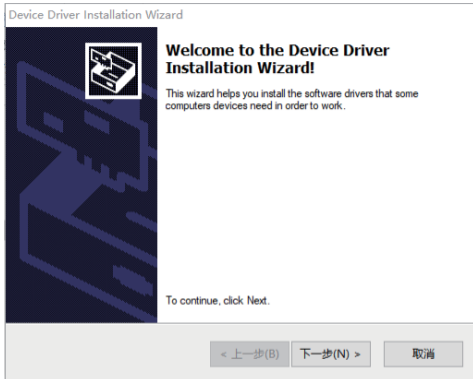 Device Driver Installation Wizard
Welcome to the Device Driver
Installation Wizard!
This wizard helps you install the software drivers that some
computers devices need in order to work.
To continue, click Next.
< 上一步(B) 下一步(N) > 取消